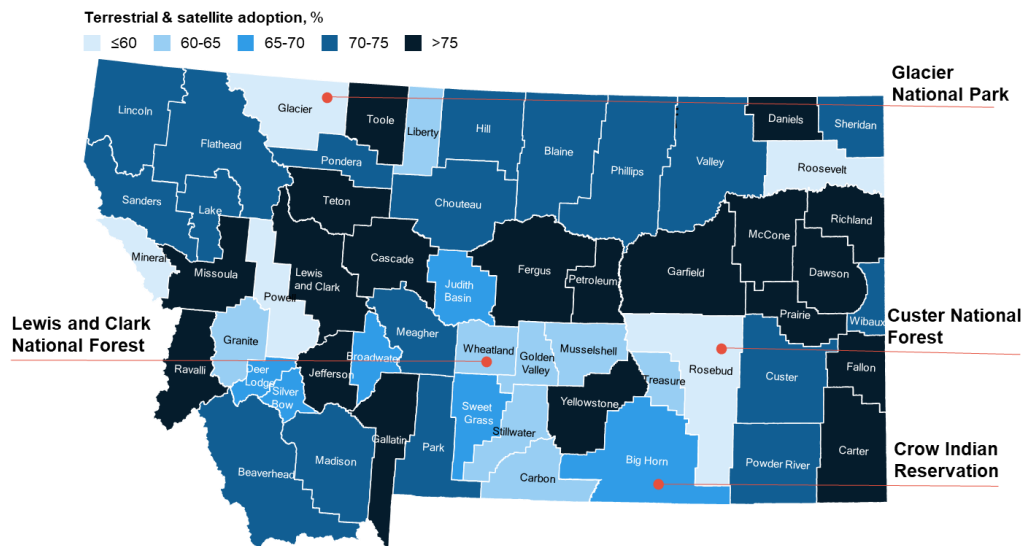 Terrestrial & satellite adoption, %
≤60 60-65 65-70 70-75 >75
Glacier
National Park
Lincoln
Flathead
Glacier
Toole
Liberty
Hill
Blaine
Phillips
Valley
Daniels
Sheridan
Roosevelt
Pondera
Sanders
Lake
Teton
Chouteau
Mineral
Missoula
Powell
Lewis
and Clark
Cascade
Judith
Basin
Fergus
Petroleum
Garfield
McCone
Richland
Dawson
Prairie
Wibaux
Lewis and Clark
National Forest
Granite
Ravalli
Deer
Lodge
Silver
Bow
Jefferson
Broadwater
Meagher
Wheatland
Golden
Valley
Musselshell
Treasure
Rosebud
Custer
Fallon
Custer National
Forest
Beaverhead
Madison
Gallatin
Park
Sweet
Grass
Stillwater
Carbon
Yellowstone
Big Horn
Powder River
Carter
Crow Indian
Reservation